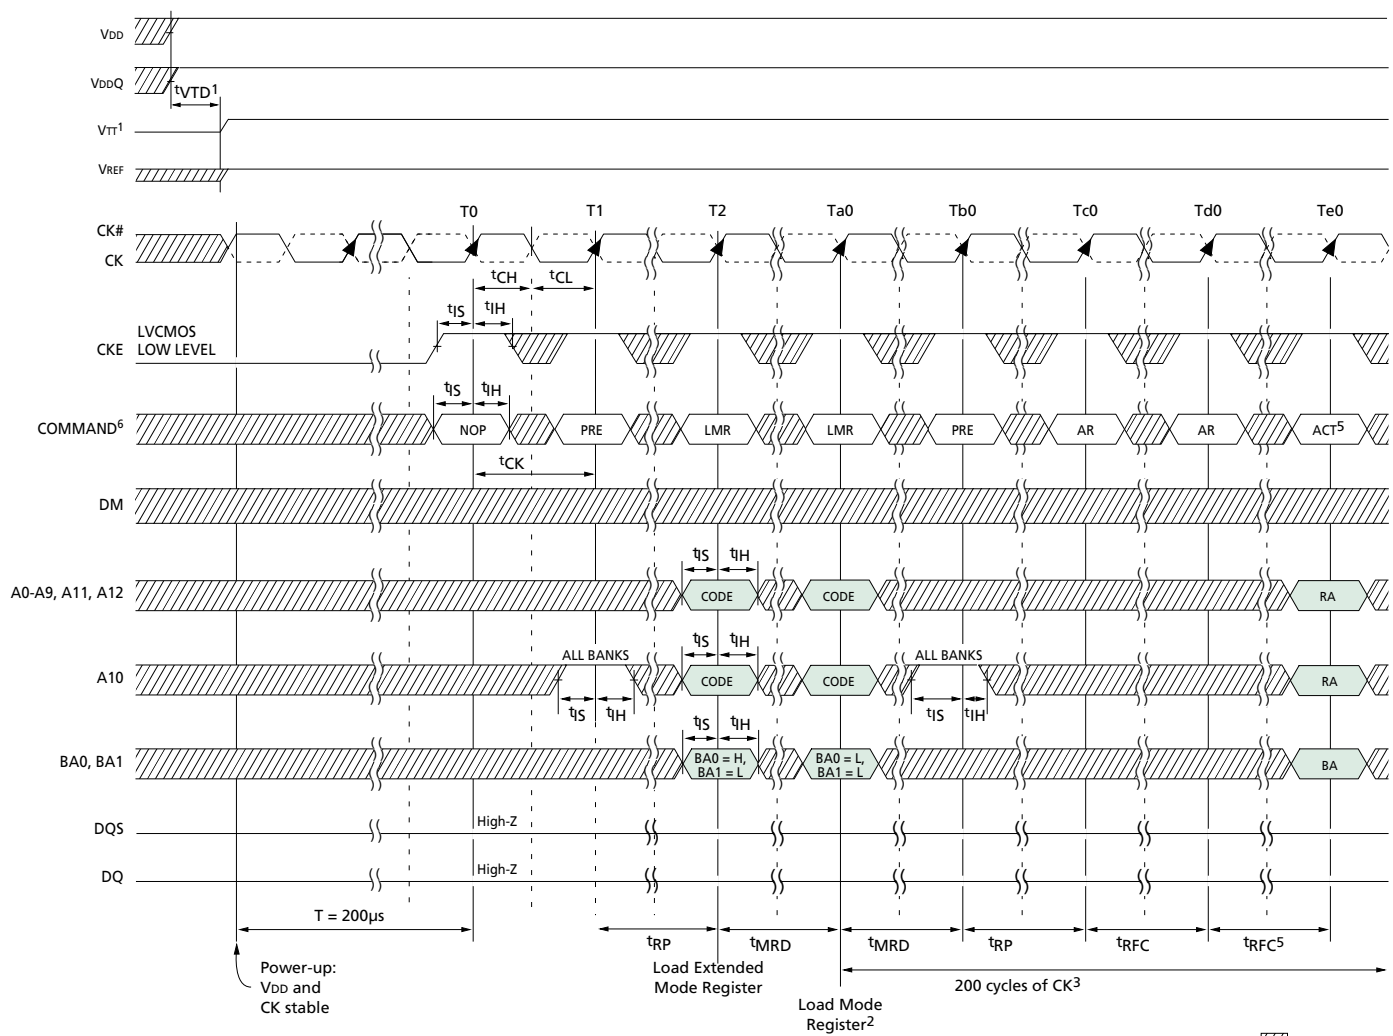 VDD
VDDQ
tVTD1
VTT1
VREF
T0 T1 T2 Ta0 Tb0 Tc0 Td0 Te0
CK#
CK
tCH tCL
tIS tIH
LVCMOS
LOW LEVEL
CKE
tIS tIH
COMMAND6 NOP PRE LMR LMR PRE AR AR ACT5
tCK
DM
tIS tIH
A0-A9, A11, A12 CODE CODE RA
tIS tIH
ALL BANKS ALL BANKS
A10 CODE CODE RA
tIS tIH tIS tIH
tIS tIH
BA0, BA1 BA0 = H, BA0 = L, BA
BA1 = L BA1 = L
DQS High-Z
DQ High-Z
T = 200µs
tRP tMRD tMRD tRP tRFC tRFC5
Power-up:
VDD and
CK stable
Load Extended
Mode Register
200 cycles of CK3
Load Mode
Register2